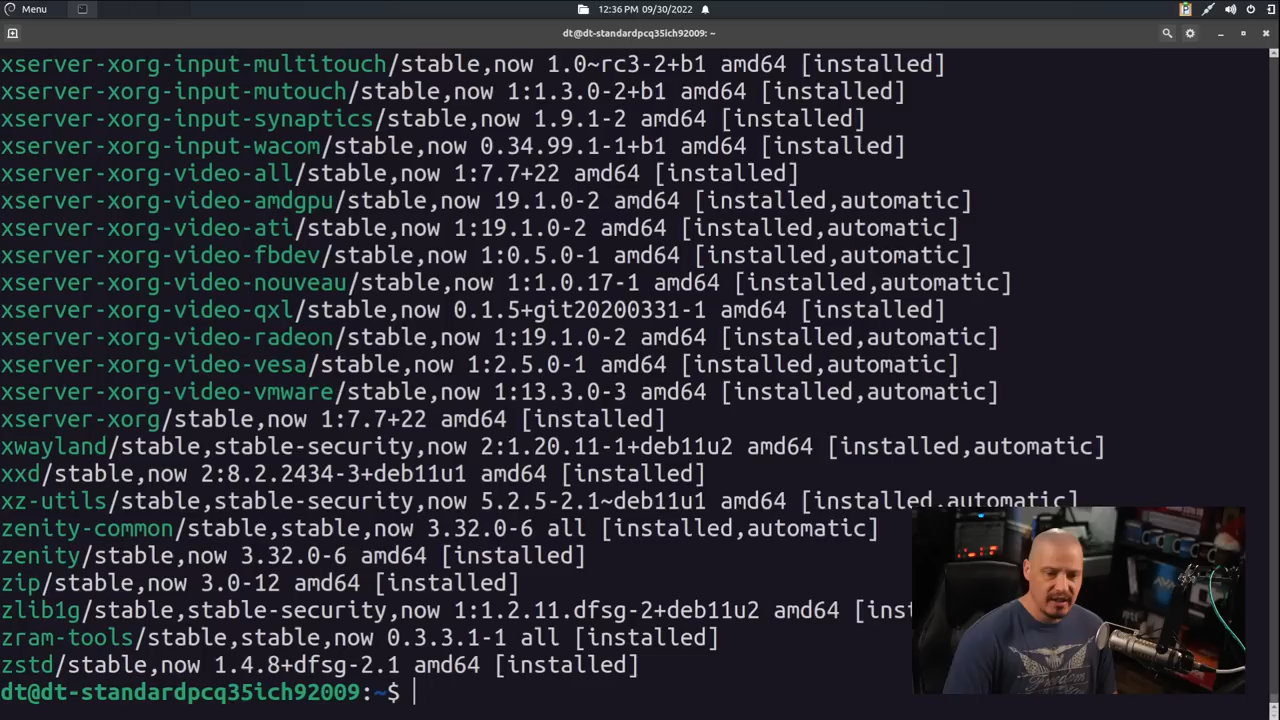 Menu
12:36 PM 09/30/2022
dt@dt-standardpcq35ich92009: ~
xserver-xorg-input-multitouch/stable,now 1.0~rc3-2+b1 amd64 [installed]
xserver-xorg-input-mutouch/stable,now 1:1.3.0-2+b1 amd64 [installed]
xserver-xorg-input-synaptics/stable,now 1.9.1-2 amd64 [installed]
xserver-xorg-input-wacom/stable,now 0.34.99.1-1+b1 amd64 [installed]
xserver-xorg-video-all/stable,now 1:7.7+22 amd64 [installed]
xserver-xorg-video-amdgpu/stable,now 19.1.0-2 amd64 [installed,automatic]
xserver-xorg-video-ati/stable,now 1:19.1.0-2 amd64 [installed,automatic]
xserver-xorg-video-fbdev/stable,now 1:0.5.0-1 amd64 [installed,automatic]
xserver-xorg-video-nouveau/stable,now 1:1.0.17-1 amd64 [installed,automatic]
xserver-xorg-video-qxl/stable,now 0.1.5+git20200331-1 amd64 [installed]
xserver-xorg-video-radeon/stable,now 1:19.1.0-2 amd64 [installed,automatic]
xserver-xorg-video-vesa/stable,now 1:2.5.0-1 amd64 [installed,automatic]
xserver-xorg-video-vmware/stable,now 1:13.3.0-3 amd64 [installed,automatic]
xserver-xorg/stable,now 1:7.7+22 amd64 [installed]
xwayland/stable,stable-security,now 2:1.20.11-1+deb11u2 amd64 [installed,automatic]
xxd/stable,now 2:8.2.2434-3+deb11u1 amd64 [installed]
xz-utils/stable,stable-security,now 5.2.5-2.1~deb11u1 amd64 [installed,automatic]
zenity-common/stable,stable,now 3.32.0-6 all [installed,automatic]
zenity/stable,now 3.32.0-6 amd64 [installed]
zip/stable,now 3.0-12 amd64 [installed]
zlib1g/stable,stable-security,now 1:1.2.11.dfsg-2+deb11u2 amd64 [inst
zram-tools/stable,stable,now 0.3.3.1-1 all [installed]
zstd/stable,now 1.4.8+dfsg-2.1 amd64 [installed]
dt@dt-standardpcq35ich92009:~$